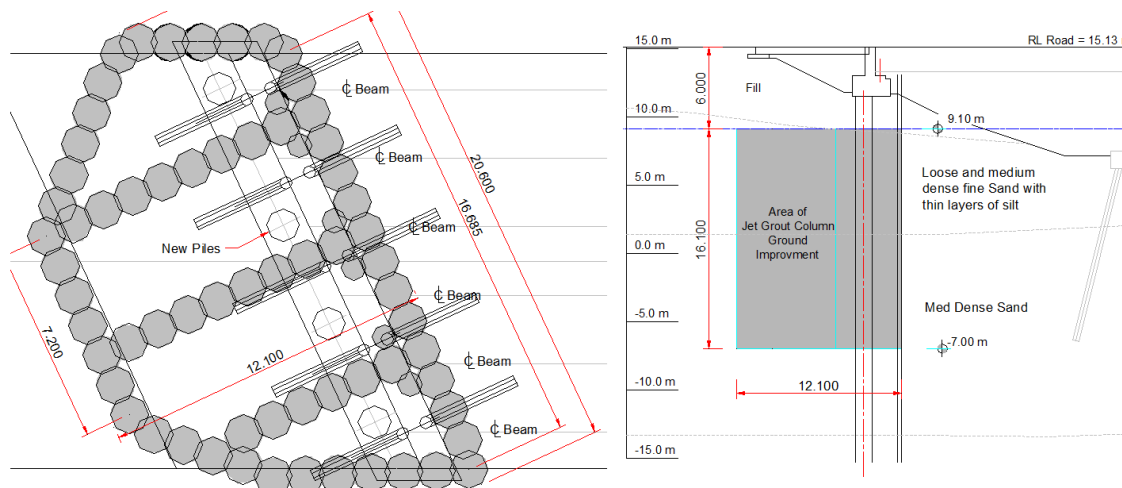 ℄ Beam
℄ Beam
20.600
16.685
℄ Beam
New Piles
℄ Beam
7.200
12.100
℄ Beam
℄ Beam
15.0 m
RL Road = 15.13
6.000
Fill
10.0 m
9.10 m
Loose and medium
dense fine Sand with
thin layers of silt
5.0 m
Area of
Jet Grout Column
Ground
Improvment
16.100
0.0 m
Med Dense Sand
-5.0 m
-7.00 m
12.100
-10.0 m
-15.0 m